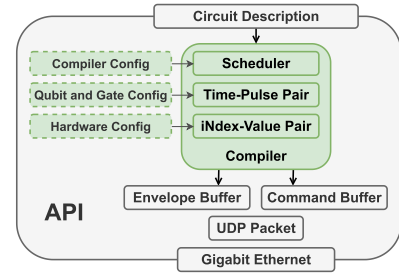 Circuit Description
Compiler Config
Scheduler
Qubit and Gate Config
Time-Pulse Pair
Hardware Config
iNdex-Value Pair
Compiler
Envelope Buffer
Command Buffer
API
UDP Packet
Gigabit Ethernet